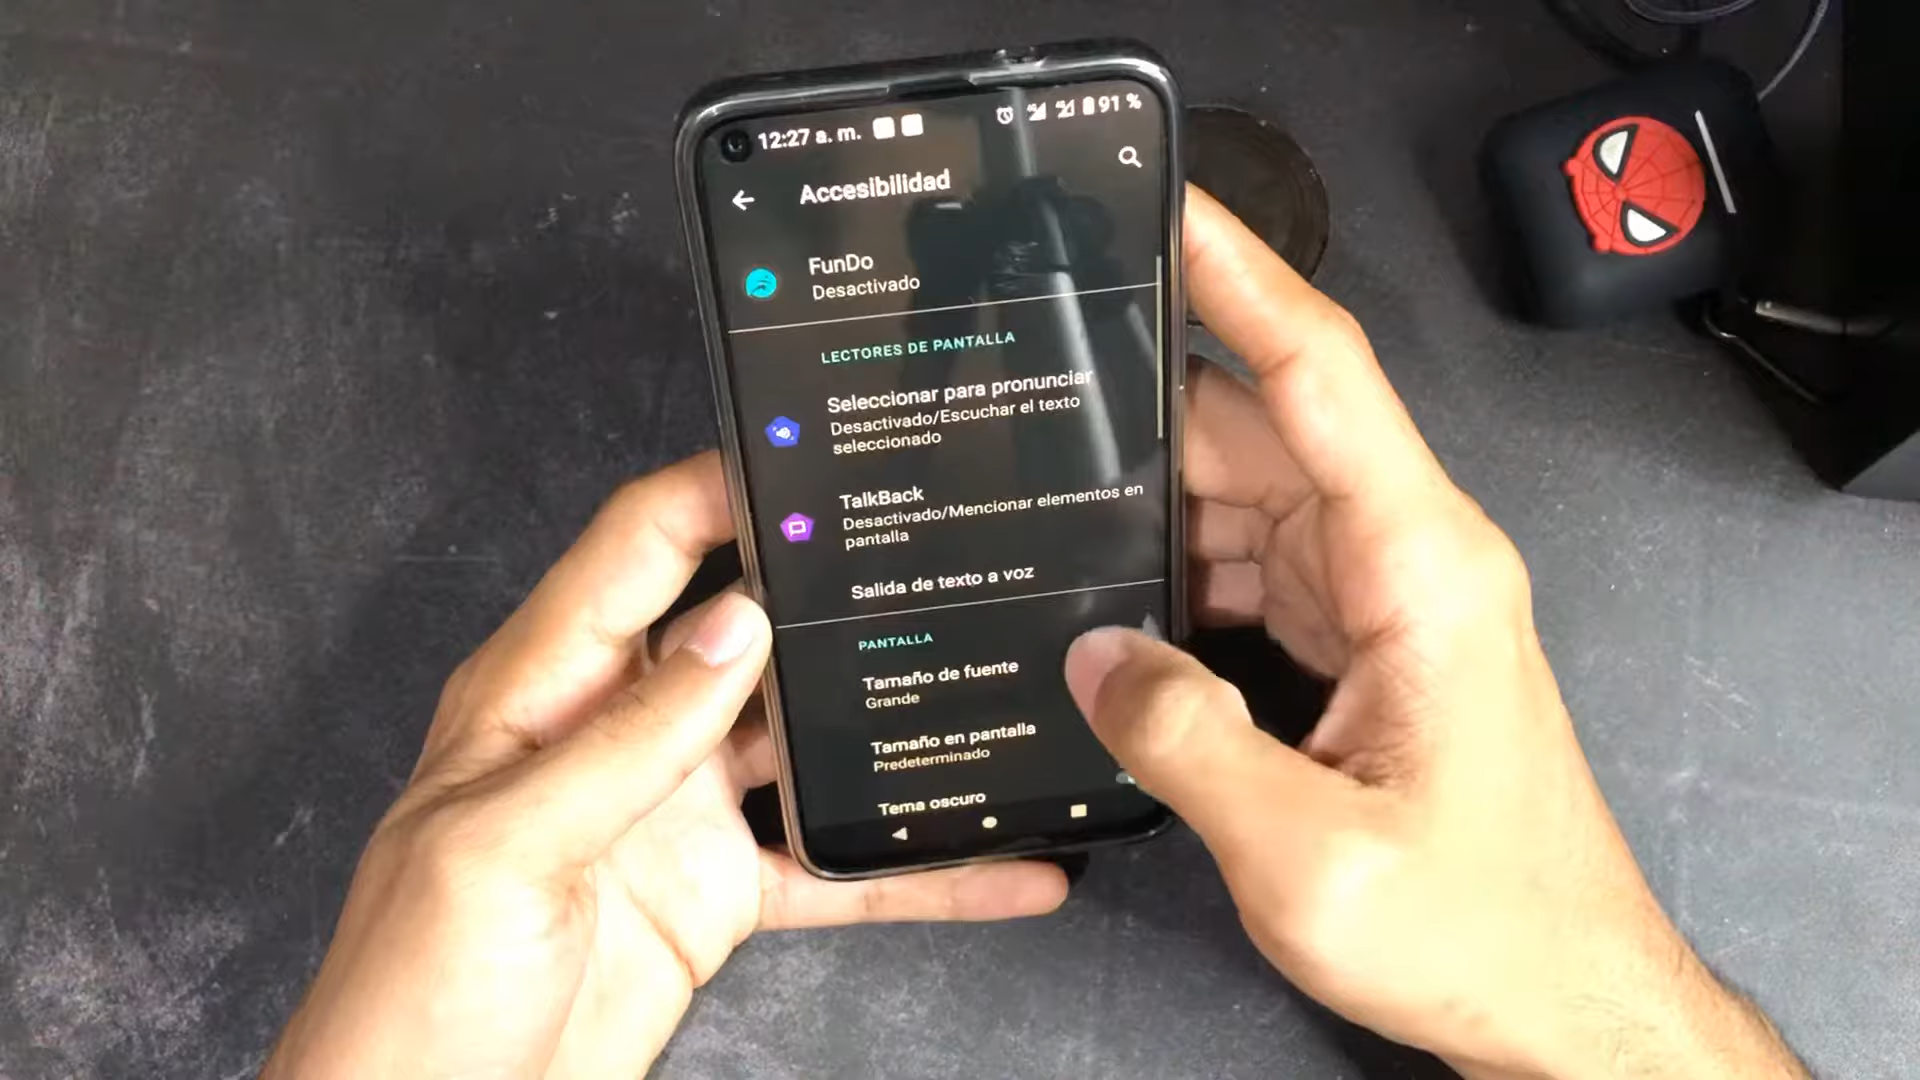 12:27 a. m.
91 %
Accesibilidad
FunDo
Desactivado
LECTORES DE PANTALLA
Seleccionar para pronunciar
Desactivado/Escuchar el texto
seleccionado
TalkBack
Desactivado/Mencionar elementos en
pantalla
Salida de texto a voz
PANTALLA
Tamaño de fuente
Grande
Tamaño en pantalla
Predeterminado
Tema oscuro